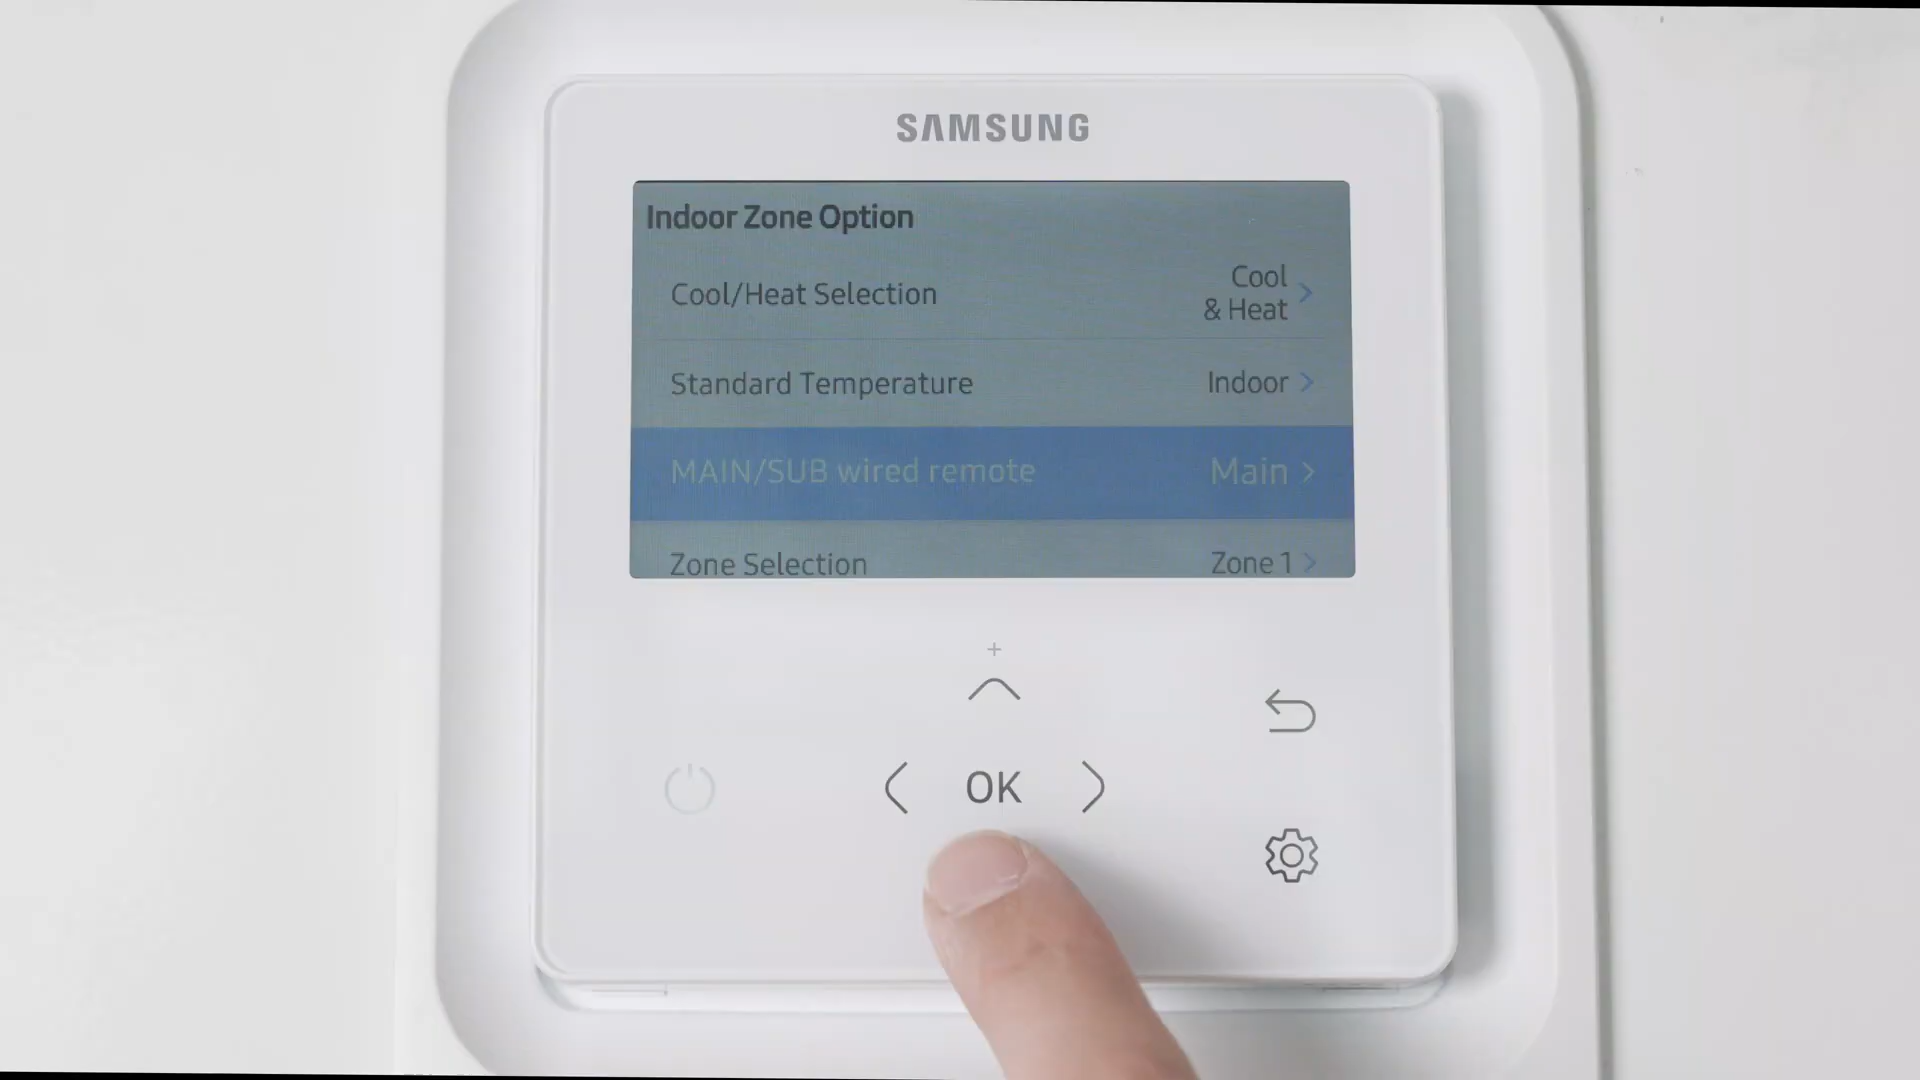 SAMSUNG
Indoor Zone Option
Cool/Heat Selection
Cool
& Heat
Standard Temperature
Indoor
MAIN/SUB wired remote
Main
Zone Selection
Zone 1
+
OK